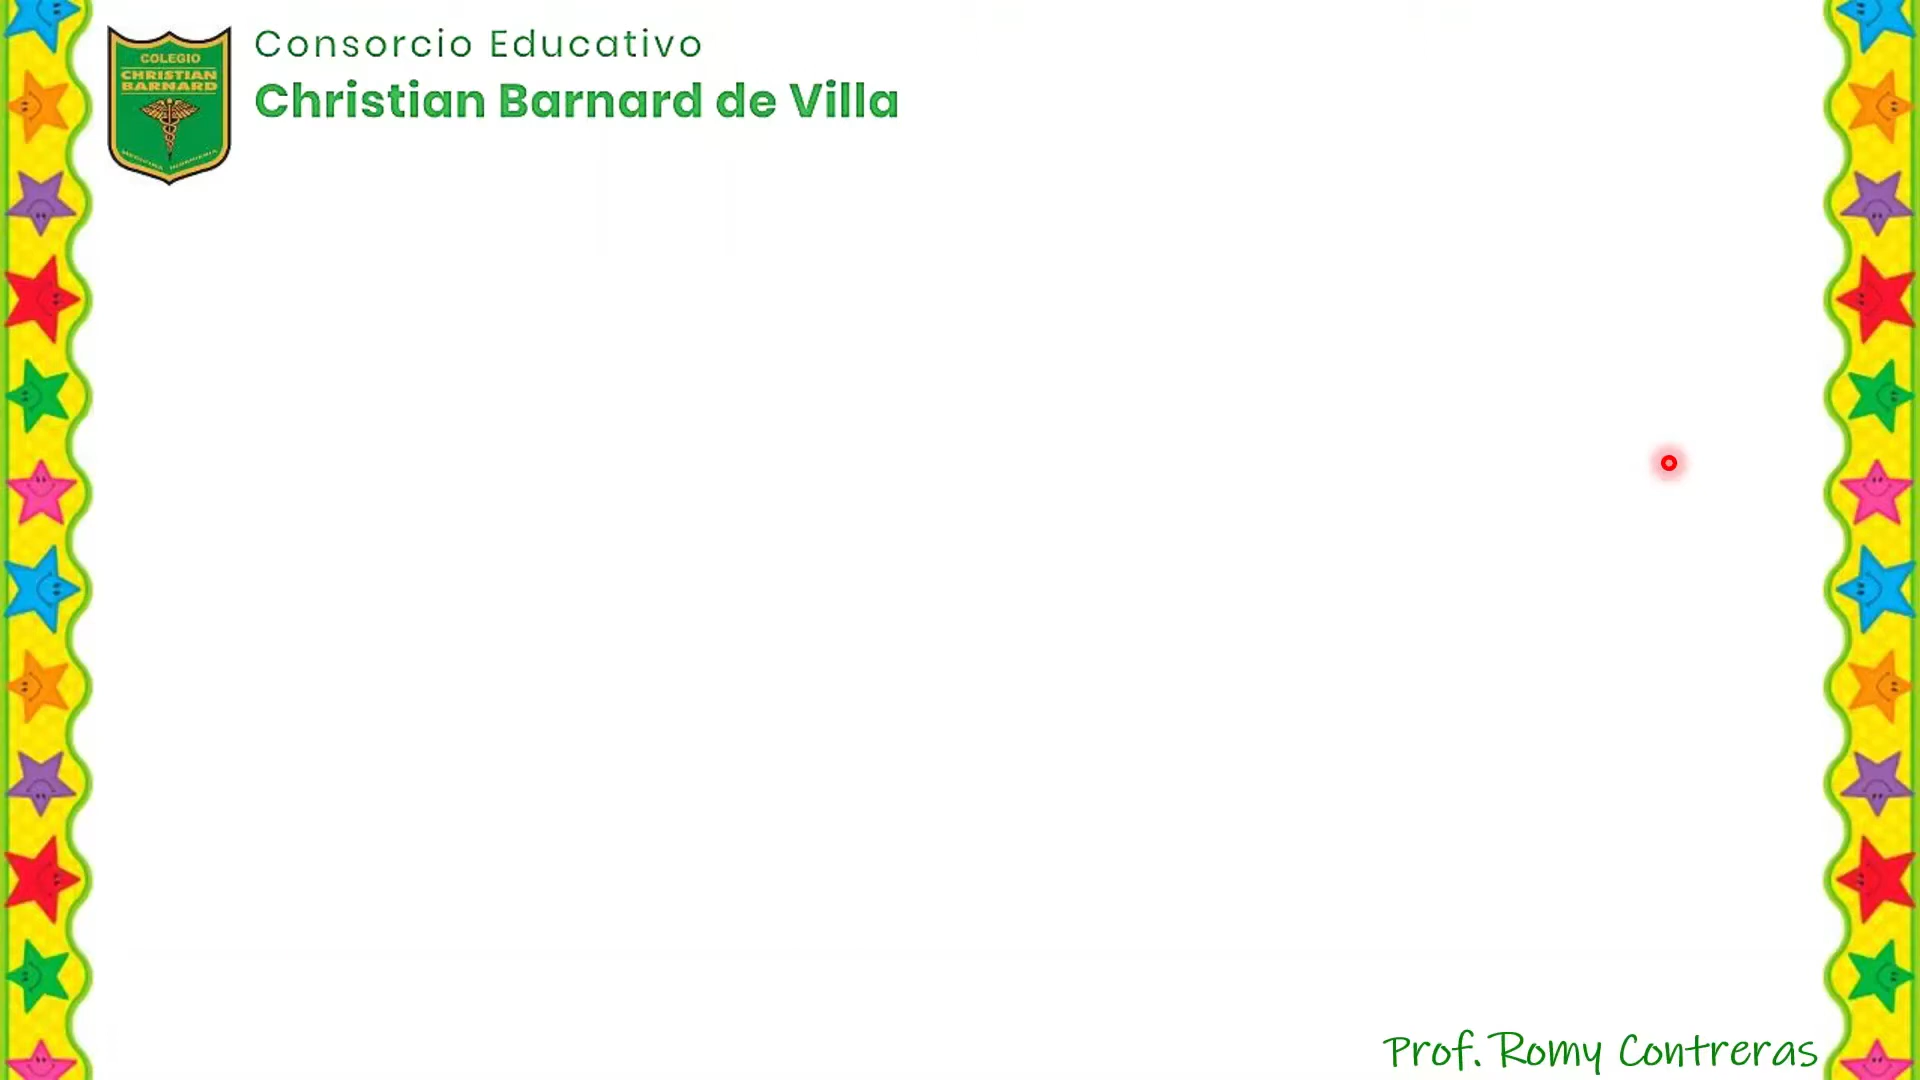 COLEGIO
CHRISTIAN
BARNARD
Consorcio Educativo
Christian Barnard de Villa
Prof. Romy Contreras